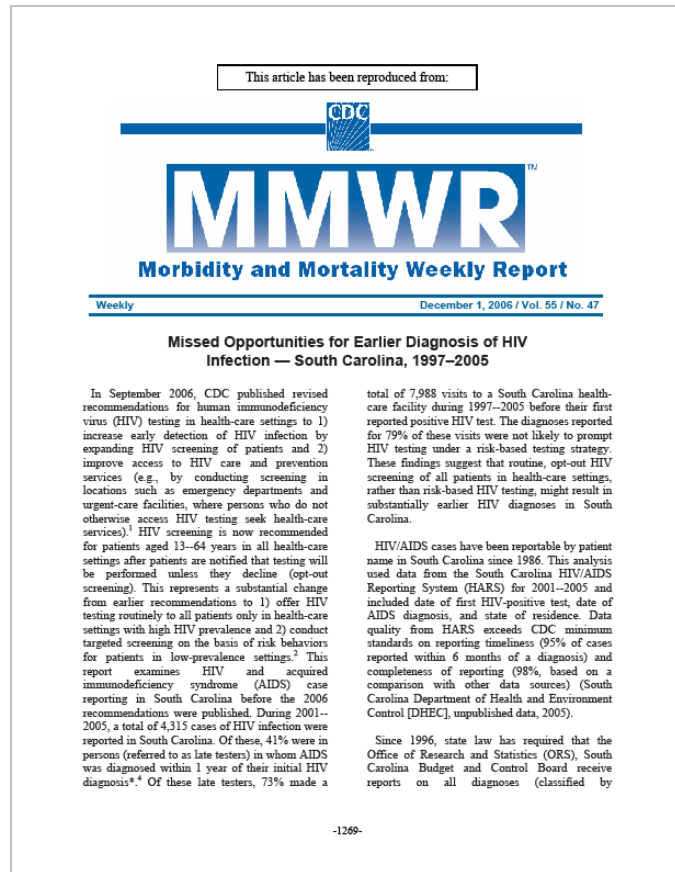 This article has been reproduced from:
CDC
MMWR™
Morbidity and Mortality Weekly Report
Weekly
December 1, 2006 / Vol. 55 / No. 47
Missed Opportunities for Earlier Diagnosis of HIV
Infection — South Carolina, 1997–2005
In September 2006, CDC published revised
recommendations for human immunodeficiency
virus (HIV) testing in health-care settings to 1)
increase early detection of HIV infection by
expanding HIV screening of patients and 2)
improve access to HIV care and prevention
services (e.g., by conducting screening in
locations such as emergency departments and
urgent-care facilities, where persons who do not
otherwise access HIV testing seek health-care
services).1 HIV screening is now recommended
for patients aged 13--64 years in all health-care
settings after patients are notified that testing will
be performed unless they decline (opt-out
screening). This represents a substantial change
from earlier recommendations to 1) offer HIV
testing routinely to all patients only in health-care
settings with high HIV prevalence and 2) conduct
targeted screening on the basis of risk behaviors
for patients in low-prevalence settings.2 This
report examines HIV and acquired
immunodeficiency syndrome (AIDS) case
reporting in South Carolina before the 2006
recommendations were published. During 2001--
2005, a total of 4,315 cases of HIV infection were
reported in South Carolina. Of these, 41% were in
persons (referred to as late testers) in whom AIDS
was diagnosed within 1 year of their initial HIV
diagnosis*.4 Of these late testers, 73% made a
total of 7,988 visits to a South Carolina health-
care facility during 1997--2005 before their first
reported positive HIV test. The diagnoses reported
for 79% of these visits were not likely to prompt
HIV testing under a risk-based testing strategy.
These findings suggest that routine, opt-out HIV
screening of all patients in health-care settings,
rather than risk-based HIV testing, might result in
substantially earlier HIV diagnoses in South
Carolina.
HIV/AIDS cases have been reportable by patient
name in South Carolina since 1986. This analysis
used data from the South Carolina HIV/AIDS
Reporting System (HARS) for 2001--2005 and
included date of first HIV-positive test, date of
AIDS diagnosis, and state of residence. Data
quality from HARS exceeds CDC minimum
standards on reporting timeliness (95% of cases
reported within 6 months of a diagnosis) and
completeness of reporting (98%, based on a
comparison with other data sources) (South
Carolina Department of Health and Environment
Control [DHEC], unpublished data, 2005).
Since 1996, state law has required that the
Office of Research and Statistics (ORS), South
Carolina Budget and Control Board receive
reports on all diagnoses (classified by
-1269-